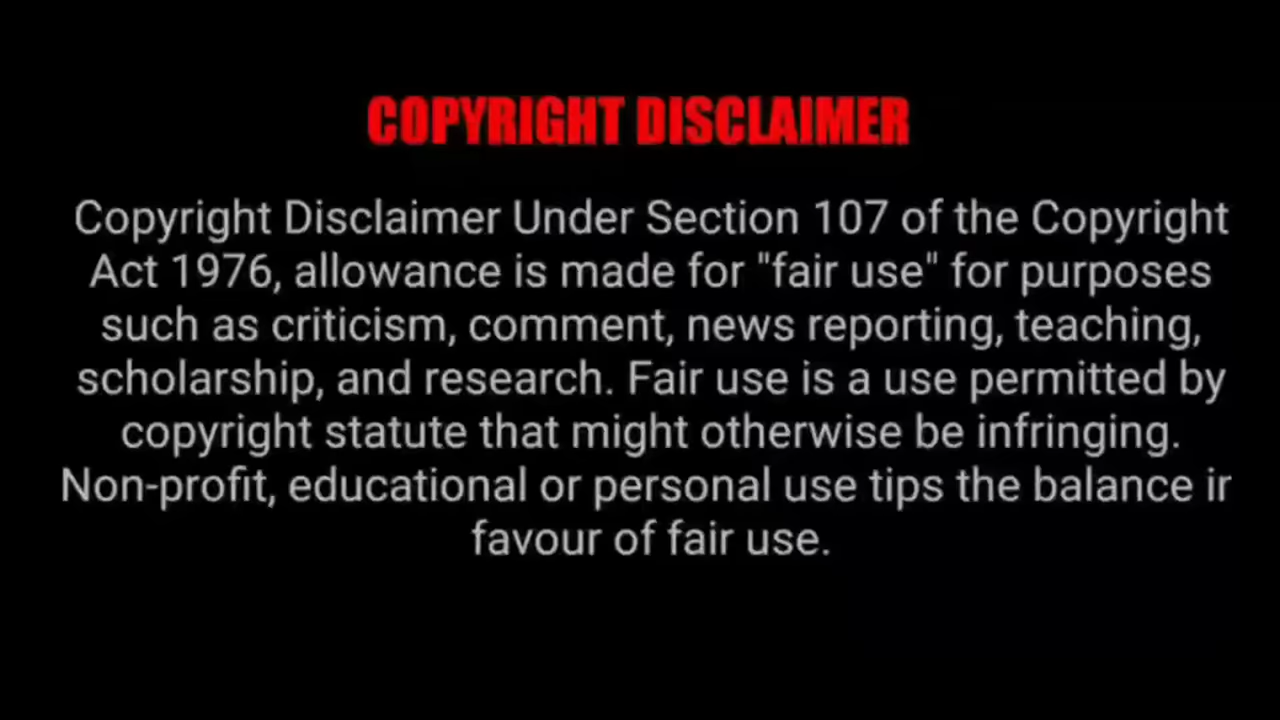 COPYRIGHT DISCLAIMER
Copyright Disclaimer Under Section 107 of the Copyright
Act 1976, allowance is made for "fair use" for purposes
such as criticism, comment, news reporting, teaching,
scholarship, and research. Fair use is a use permitted by
copyright statute that might otherwise be infringing.
Non-profit, educational or personal use tips the balance ir
favour of fair use.